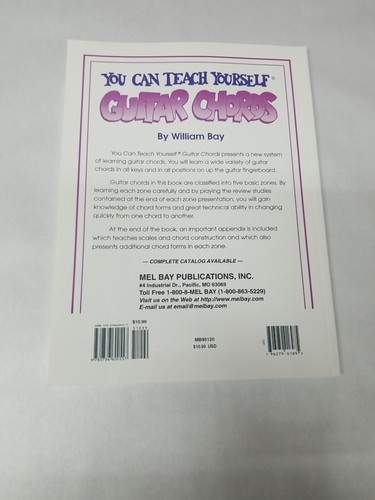 YOU CAN TEACH YOURSELF®
GUITAR CHORDS
By William Bay
You Can Teach Yourself® Guitar Chords presents a new system
of learning guitar chords. You will learn a wide variety of guitar
chords in all keys and in all positions on up the guitar fingerboard.
Guitar chords in this book are classified into five basic zones. By
learning each zone carefully and by playing the review studies
contained at the end of each zone presentation, you will gain
knowledge of chord forms and great technical ability in changing
quickly from one chord to another.
At the end of the book, an important appendix is included
which teaches scales and chord construction and which also
presents additional chord forms in each zone.
— COMPLETE CATALOG AVAILABLE —
MEL BAY PUBLICATIONS, INC.
#4 Industrial Dr., Pacific, MO 63069
Toll Free 1-800-8-MEL BAY (1-800-863-5229)
Visit us on the Web at http://www.melbay.com
E-mail us at email@melbay.com
$10.99
MB95120
$10.99 USD